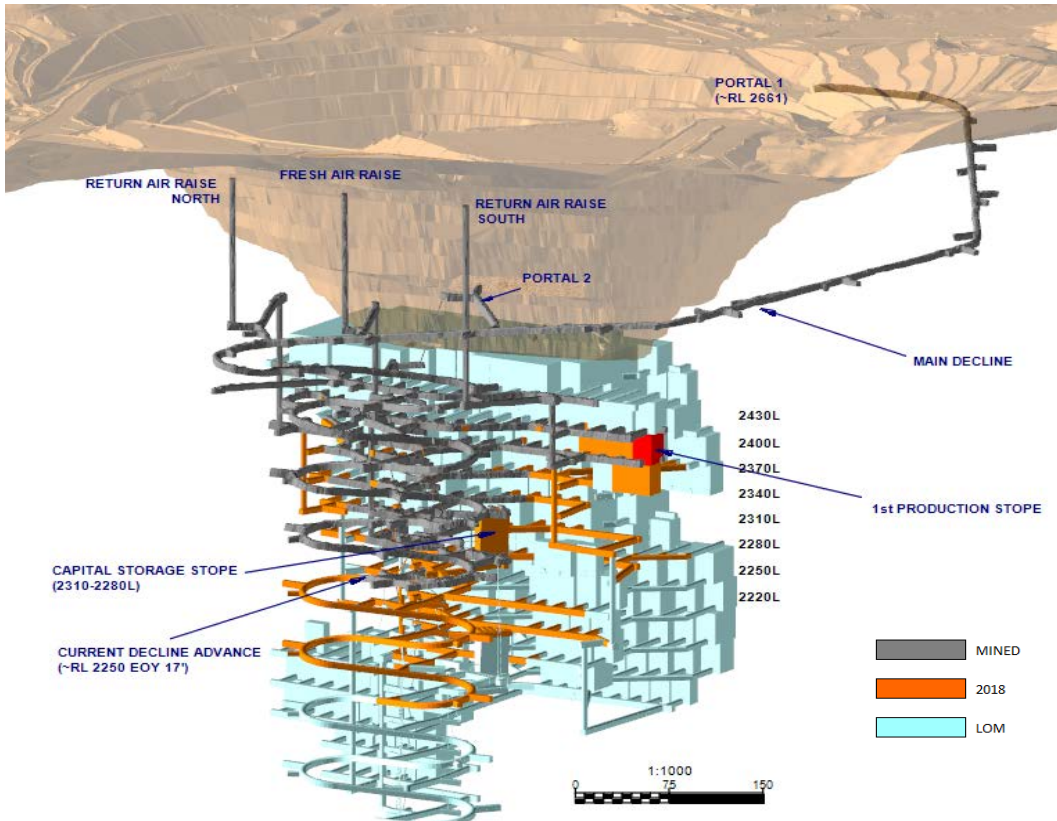 PORTAL 1
(~RL 2661)
RETURN AIR RAISE
NORTH
FRESH AIR RAISE
RETURN AIR RAISE
SOUTH
PORTAL 2
MAIN DECLINE
2430L
2400L
2370L
2340L
2310L
2280L
2250L
2220L
1st PRODUCTION STOPE
CAPITAL STORAGE STOPE
(2310-2280L)
CURRENT DECLINE ADVANCE
(~RL 2250 EOY 17')
MINED
2018
LOM
1:1000
0 75 150